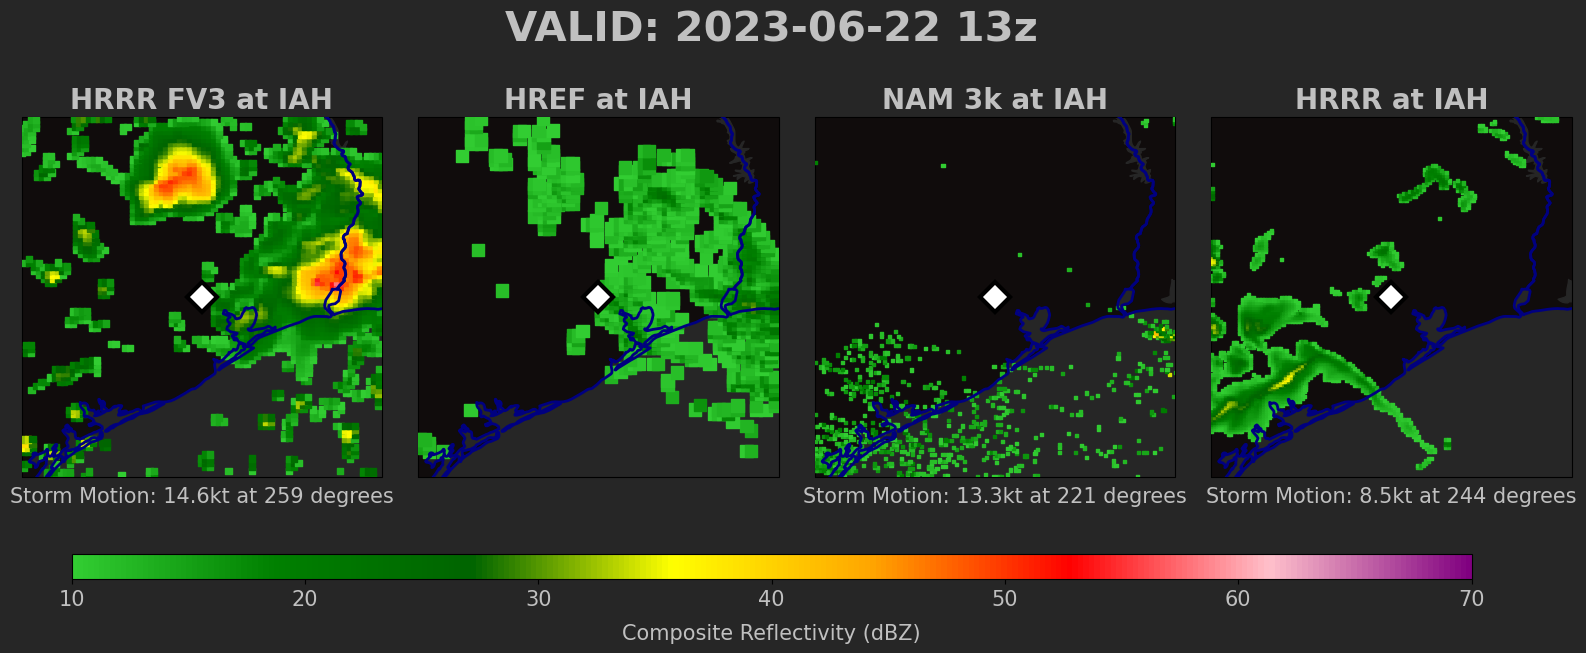 VALID: 2023-06-22 13z
HRRR FV3 at IAH
HREF at IAH
NAM 3k at IAH
HRRR at IAH
Storm Motion: 14.6kt at 259 degrees
Storm Motion: 13.3kt at 221 degrees
Storm Motion: 8.5kt at 244 degrees
10 20 30 40 50 60 70
Composite Reflectivity (dBZ)